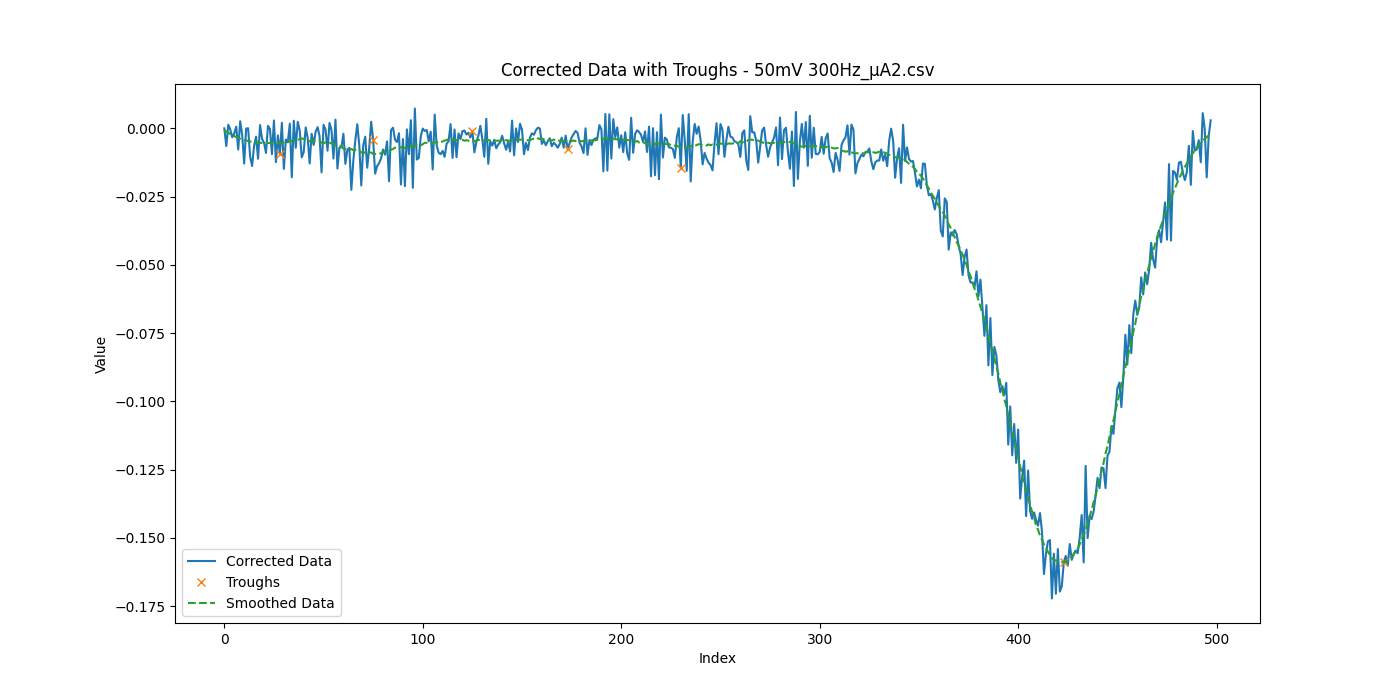 Corrected Data with Troughs - 50mV 300Hz_μA2.csv
0.000
−0.025
−0.050
−0.075
−0.100
−0.125
−0.150
−0.175
Value
Corrected Data
Troughs
Smoothed Data
0 100 200 300 400 500
Index